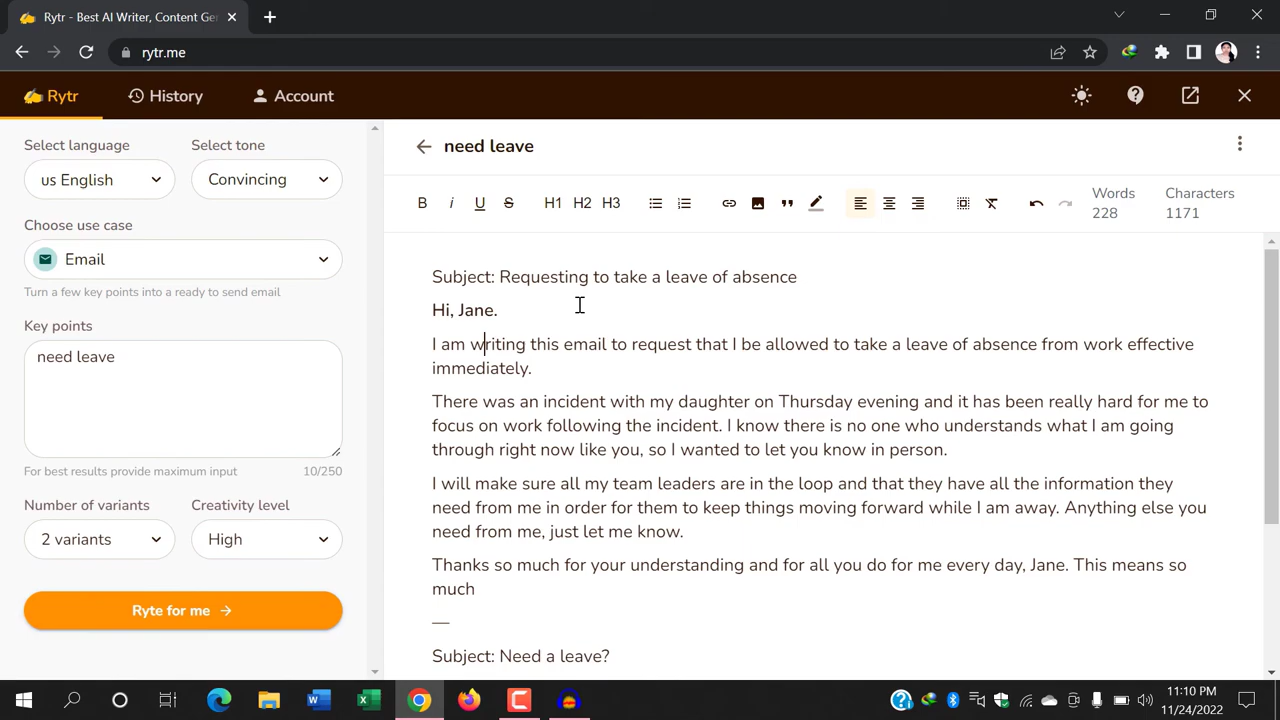 Rytr - Best AI Writer, Content Ger
rytr.me
Rytr
History
Account
Select language
Select tone
us English
Convincing
Choose use case
Email
Turn a few key points into a ready to send email
Key points
need leave
For best results provide maximum input
10/250
Number of variants
Creativity level
2 variants
High
Ryte for me
need leave
B i U S H1 H2 H3
Words
228
Characters
1171
Subject: Requesting to take a leave of absence
Hi, Jane.
I am writing this email to request that I be allowed to take a leave of absence from work effective
immediately.
There was an incident with my daughter on Thursday evening and it has been really hard for me to
focus on work following the incident. I know there is no one who understands what I am going
through right now like you, so I wanted to let you know in person.
I will make sure all my team leaders are in the loop and that they have all the information they
need from me in order for them to keep things moving forward while I am away. Anything else you
need from me, just let me know.
Thanks so much for your understanding and for all you do for me every day, Jane. This means so
much
—
Subject: Need a leave?
11:10 PM
11/24/2022